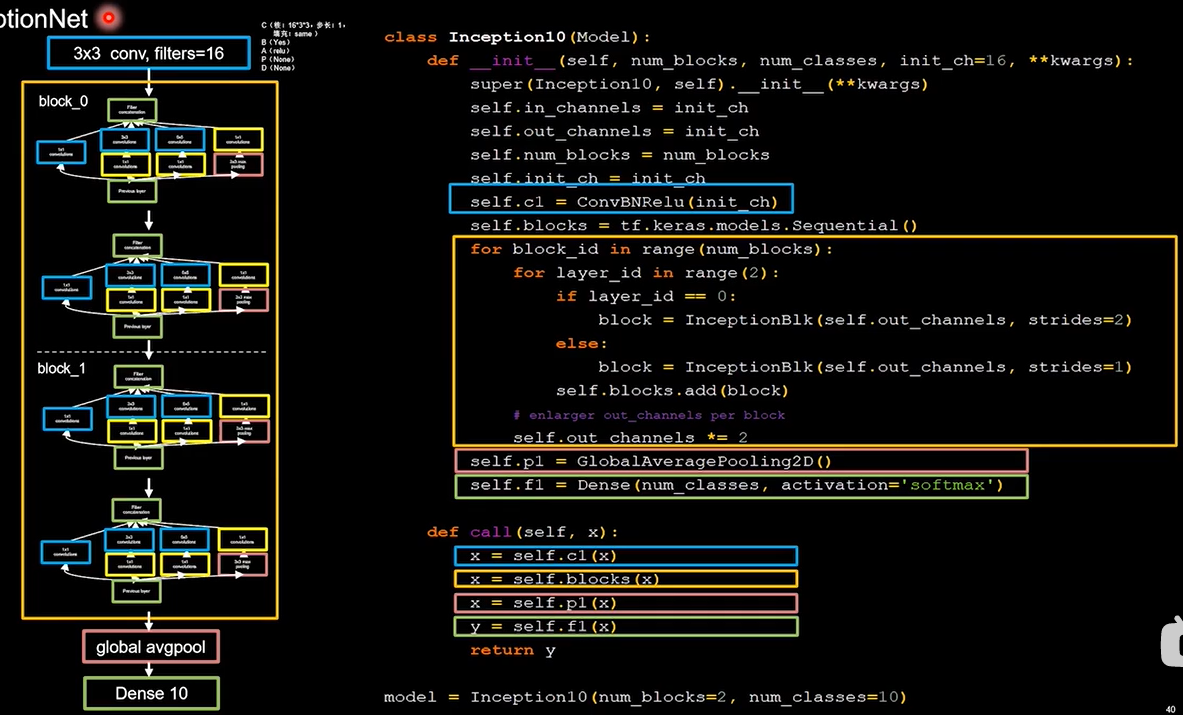 ptionNet
C（核：16*3*3，步长：1，
填充：same ）
B（Yes）
A（relu）
P（None）
D（None）
3x3 conv, filters=16
block_0
Filter
concatenation
1x1
convolutions
3x3
convolutions
5x5
convolutions
1x1
convolutions
1x1
convolutions
1x1
convolutions
3x3 max
pooling
Previous layer
Filter
concatenation
1x1
convolutions
3x3
convolutions
5x5
convolutions
1x1
convolutions
1x1
convolutions
1x1
convolutions
3x3 max
pooling
Previous layer
block_1
Filter
concatenation
1x1
convolutions
3x3
convolutions
5x5
convolutions
1x1
convolutions
1x1
convolutions
1x1
convolutions
3x3 max
pooling
Previous layer
Filter
concatenation
1x1
convolutions
3x3
convolutions
5x5
convolutions
1x1
convolutions
1x1
convolutions
1x1
convolutions
3x3 max
pooling
Previous layer
global avgpool
Dense 10
class Inception10(Model):
def __init__(self, num_blocks, num_classes, init_ch=16, **kwargs):
super(Inception10, self).__init__(**kwargs)
self.in_channels = init_ch
self.out_channels = init_ch
self.num_blocks = num_blocks
self.init_ch = init_ch
self.c1 = ConvBNRelu(init_ch)
self.blocks = tf.keras.models.Sequential()
for block_id in range(num_blocks):
for layer_id in range(2):
if layer_id == 0:
block = InceptionBlk(self.out_channels, strides=2)
else:
block = InceptionBlk(self.out_channels, strides=1)
self.blocks.add(block)
# enlarger out_channels per block
self.out_channels *= 2
self.p1 = GlobalAveragePooling2D()
self.f1 = Dense(num_classes, activation='softmax')
def call(self, x):
x = self.c1(x)
x = self.blocks(x)
x = self.p1(x)
y = self.f1(x)
return y
model = Inception10(num_blocks=2, num_classes=10)
40